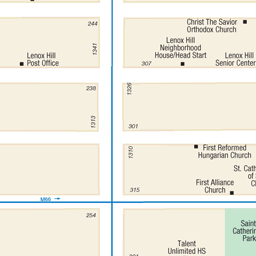 244
1341
Lenox Hill
Post Office
Christ The Savior
Orthodox Church
Lenox Hill
Neighborhood
House/Head Start
307
Lenox Hill
Senior Center
238
1313
1326
301
1310
315
First Reformed
Hungarian Church
St. Cath
of
First Alliance
Church
M66
254
Talent
Unlimited HS
Saint
Catherin
Park